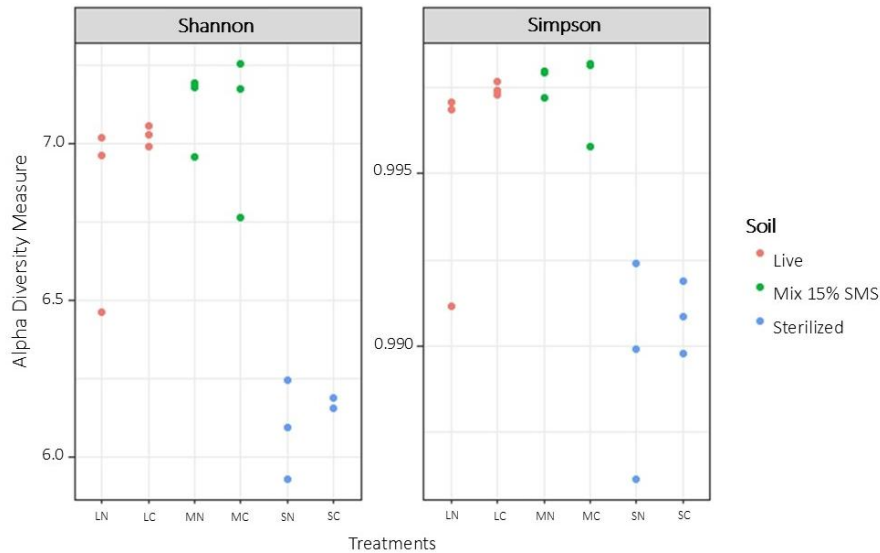 Shannon
Simpson
Alpha Diversity Measure
7.0
6.5
6.0
0.995
0.990
LN LC MN MC SN SC
LN LC MN MC SN SC
Treatments
Soil
Live
Mix 15% SMS
Sterilized